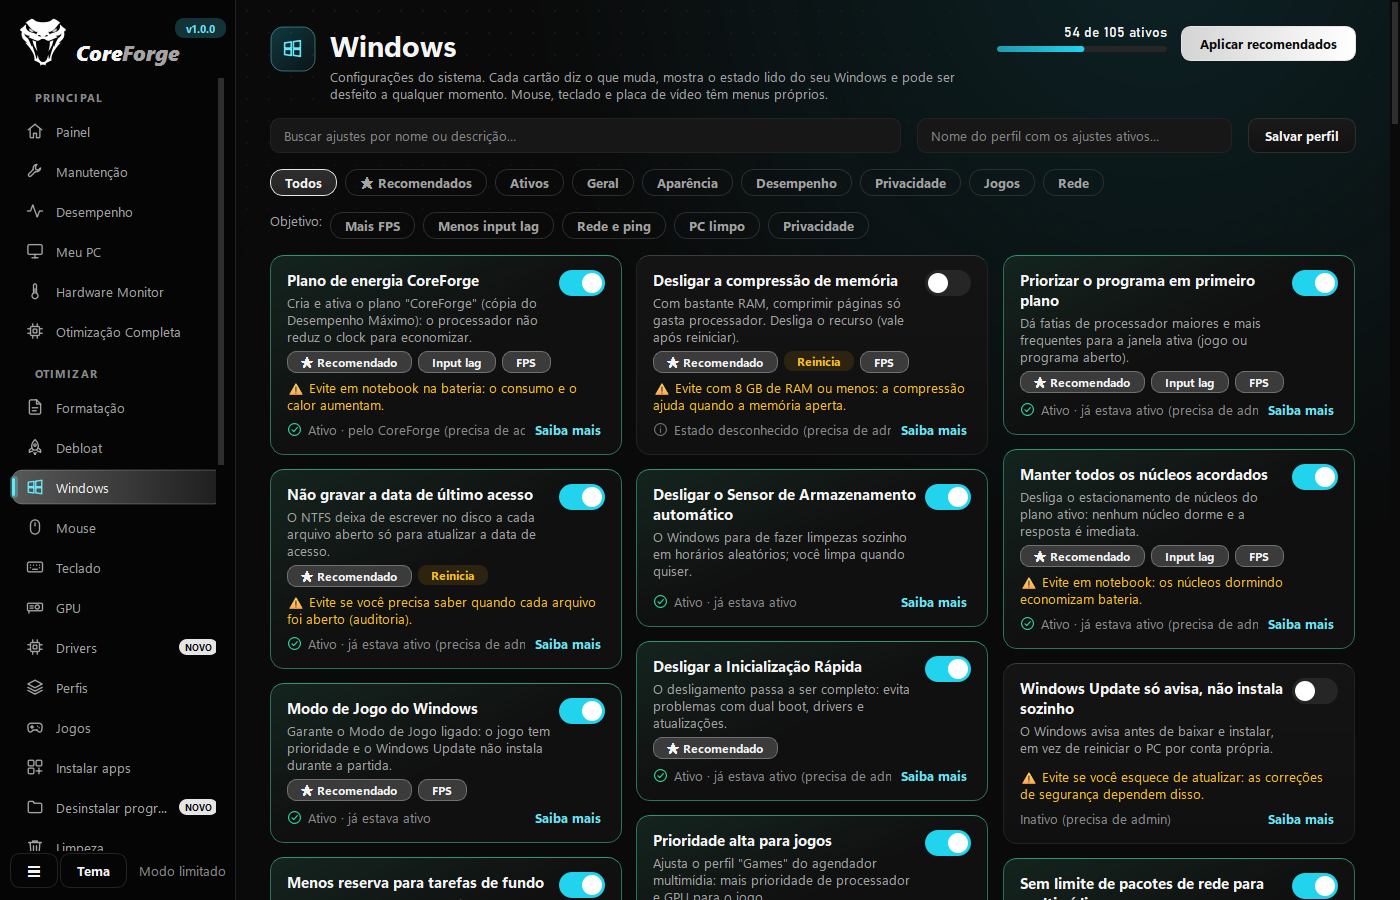 v1.0.0
CoreForge
PRINCIPAL
Painel
Manutenção
Desempenho
Meu PC
Hardware Monitor
Otimização Completa
OTIMIZAR
Formatação
Debloat
Windows
Mouse
Teclado
GPU
Drivers NOVO
Perfis
Jogos
Instalar apps
Desinstalar progr... NOVO
Limpeza
Tema Modo limitado
Windows
Configurações do sistema. Cada cartão diz o que muda, mostra o estado lido do seu Windows e pode ser
desfeito a qualquer momento. Mouse, teclado e placa de vídeo têm menus próprios.
54 de 105 ativos
Aplicar recomendados
Buscar ajustes por nome ou descrição...
Nome do perfil com os ajustes ativos...
Salvar perfil
Todos Recomendados Ativos Geral Aparência Desempenho Privacidade Jogos Rede
Objetivo: Mais FPS Menos input lag Rede e ping PC limpo Privacidade
Plano de energia CoreForge
Cria e ativa o plano "CoreForge" (cópia do
Desempenho Máximo): o processador não
reduz o clock para economizar.
Recomendado Input lag FPS
Evite em notebook na bateria: o consumo e o
calor aumentam.
Ativo · pelo CoreForge (precisa de ac Saiba mais
Não gravar a data de último acesso
O NTFS deixa de escrever no disco a cada
arquivo aberto só para atualizar a data de
acesso.
Recomendado Reinicia
Evite se você precisa saber quando cada arquivo
foi aberto (auditoria).
Ativo · já estava ativo (precisa de adn Saiba mais
Modo de Jogo do Windows
Garante o Modo de Jogo ligado: o jogo tem
prioridade e o Windows Update não instala
durante a partida.
Recomendado FPS
Ativo · já estava ativo Saiba mais
Menos reserva para tarefas de fundo
Desligar a compressão de memória
Com bastante RAM, comprimir páginas só
gasta processador. Desliga o recurso (vale
após reiniciar).
Recomendado Reinicia FPS
Evite com 8 GB de RAM ou menos: a compressão
ajuda quando a memória aperta.
Estado desconhecido (precisa de adr Saiba mais
Desligar o Sensor de Armazenamento
automático
O Windows para de fazer limpezas sozinho
em horários aleatórios; você limpa quando
quiser.
Ativo · já estava ativo Saiba mais
Desligar a Inicialização Rápida
O desligamento passa a ser completo: evita
problemas com dual boot, drivers e
atualizações.
Recomendado
Ativo · já estava ativo (precisa de adn Saiba mais
Prioridade alta para jogos
Ajusta o perfil "Games" do agendador
multimídia: mais prioridade de processador
e GPU para o jogo.
Priorizar o programa em primeiro
plano
Dá fatias de processador maiores e mais
frequentes para a janela ativa (jogo ou
programa aberto).
Recomendado Input lag FPS
Ativo · já estava ativo (precisa de adn Saiba mais
Manter todos os núcleos acordados
Desliga o estacionamento de núcleos do
plano ativo: nenhum núcleo dorme e a
resposta é imediata.
Recomendado Input lag FPS
Evite em notebook: os núcleos dormindo
economizam bateria.
Ativo · já estava ativo (precisa de adn Saiba mais
Windows Update só avisa, não instala
sozinho
O Windows avisa antes de baixar e instalar,
em vez de reiniciar o PC por conta própria.
Evite se você esquece de atualizar: as correções
de segurança dependem disso.
Inativo (precisa de admin) Saiba mais
Sem limite de pacotes de rede para